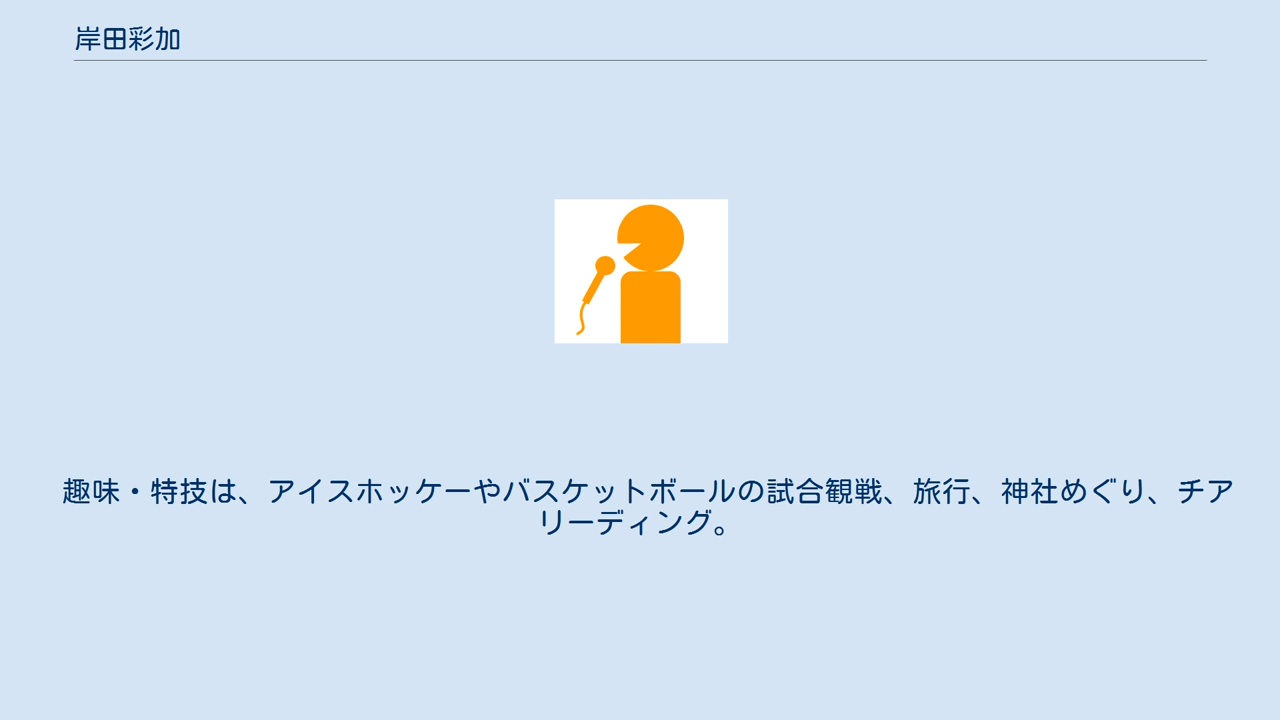 岸田彩加
趣味・特技は、アイスホッケーやバスケットボールの試合観戦、旅行、神社めぐり、チア
リーディング。